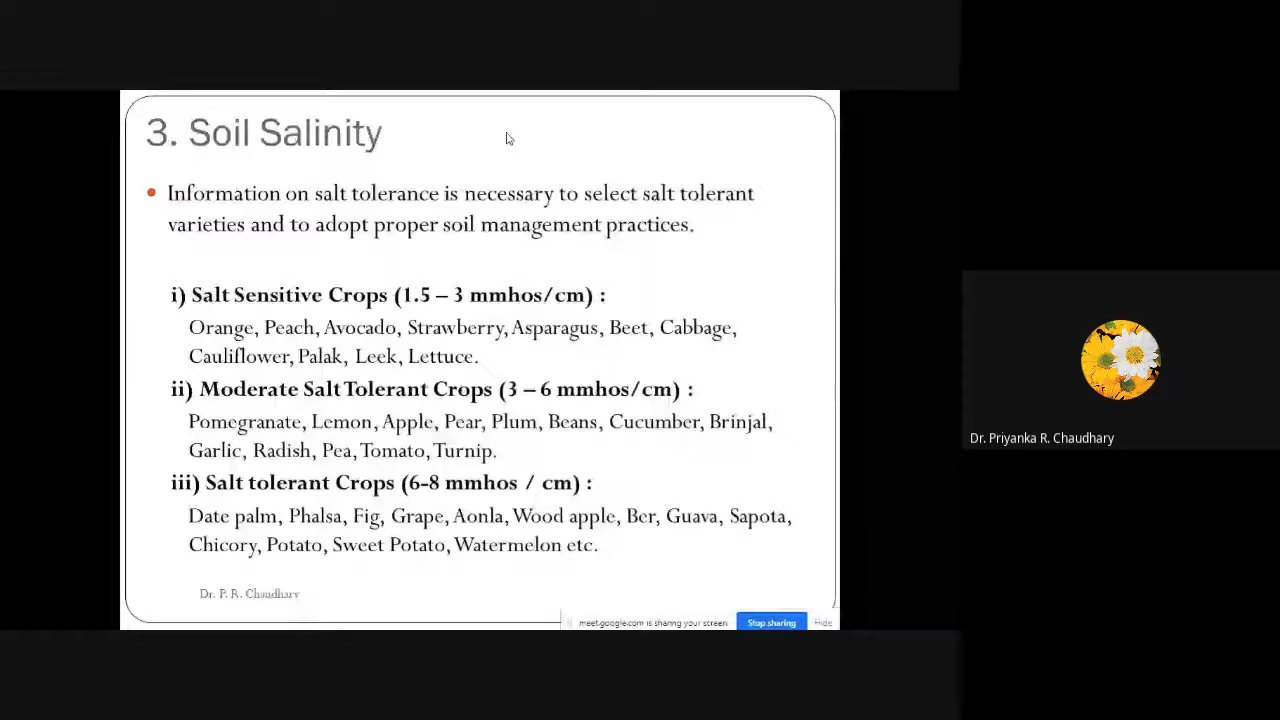 3. Soil Salinity
• Information on salt tolerance is necessary to select salt tolerant
varieties and to adopt proper soil management practices.
i) Salt Sensitive Crops (1.5 – 3 mmhos/cm) :
Orange, Peach, Avocado, Strawberry, Asparagus, Beet, Cabbage,
Cauliflower, Palak, Leek, Lettuce.
ii) Moderate Salt Tolerant Crops (3 – 6 mmhos/cm) :
Pomegranate, Lemon, Apple, Pear, Plum, Beans, Cucumber, Brinjal,
Garlic, Radish, Pea, Tomato, Turnip.
iii) Salt tolerant Crops (6-8 mmhos / cm) :
Date palm, Phalsa, Fig, Grape, Aonla, Wood apple, Ber, Guava, Sapota,
Chicory, Potato, Sweet Potato, Watermelon etc.
Dr. P. R. Chaudhary
meet.google.com is sharing your screen Stop sharing Hide
Dr. Priyanka R. Chaudhary